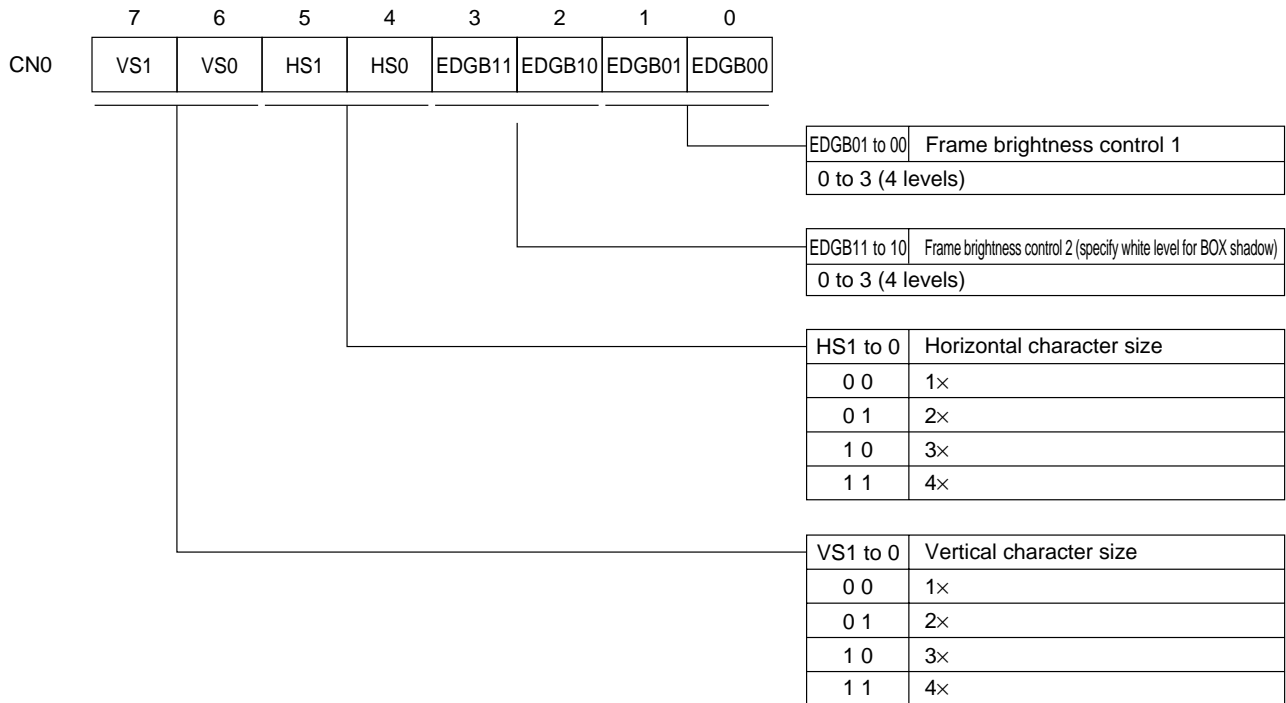 7 6 5 4 3 2 1 0
CN0 VS1 VS0 HS1 HS0 EDGB11 EDGB10 EDGB01 EDGB00
EDGB01 to 00 Frame brightness control 1
0 to 3 (4 levels)
EDGB11 to 10 Frame brightness control 2 (specify white level for BOX shadow)
0 to 3 (4 levels)
HS1 to 0 Horizontal character size
0 0 1×
0 1 2×
1 0 3×
1 1 4×
VS1 to 0 Vertical character size
0 0 1×
0 1 2×
1 0 3×
1 1 4×